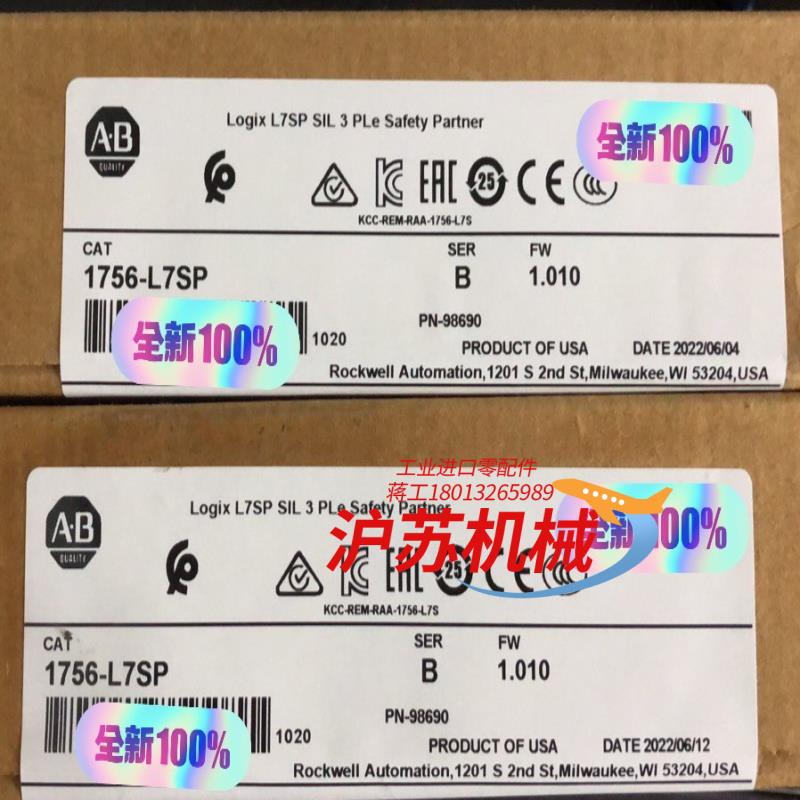 Logix L7SP SIL 3 PLe Safety Partner
A-B
QUALITY
全新100%
25
KCC-REM-RAA-1756-L7S
CAT
SER
FW
1756-L7SP
B
1.010
全新100%
1020
PN-98690
PRODUCT OF USA
DATE 2022/06/04
Rockwell Automation,1201 S 2nd St,Milwaukee,WI 53204,USA
工业进口零配件
蒋工18013265989
Logix L7SP SIL 3 PLe Safety Partner
A-B
QUALITY
沪苏机械
全新100%
25
KCC-REM-RAA-1756-L7S
CAT
SER
FW
1756-L7SP
B
1.010
全新100%
1020
PN-98690
PRODUCT OF USA
DATE 2022/06/12
Rockwell Automation,1201 S 2nd St,Milwaukee,WI 53204,USA